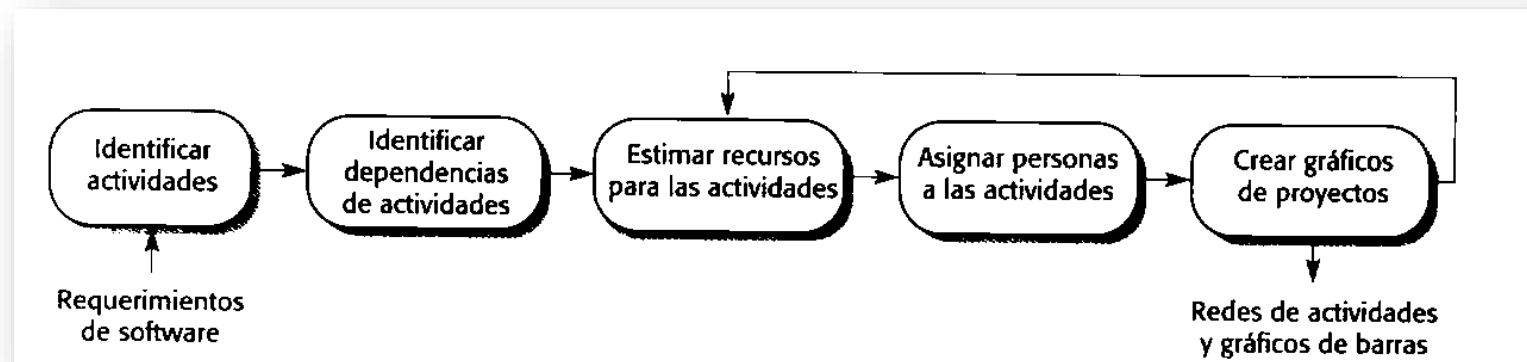 Identificar
actividades
Identificar
dependencias
de actividades
Estimar recursos
para las actividades
Asignar personas
a las actividades
Crear gráficos
de proyectos
Requerimientos
de software
Redes de actividades
y gráficos de barras